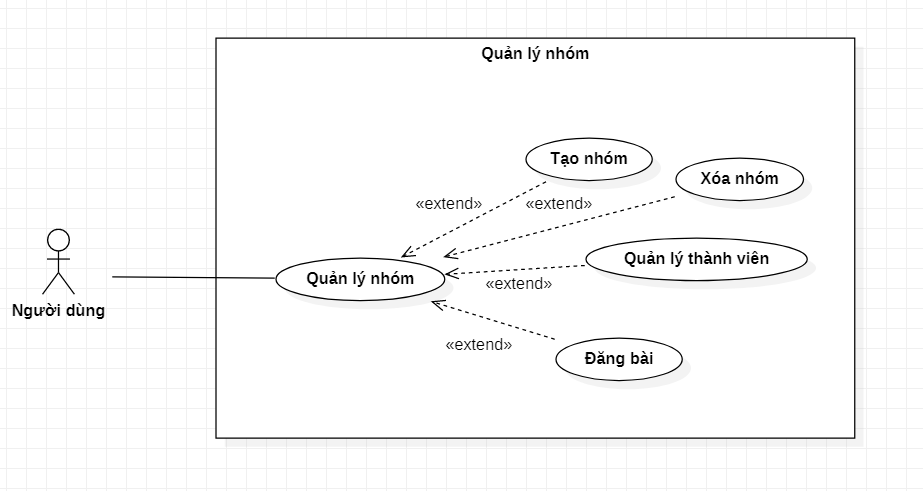 Quản lý nhóm
Tạo nhóm
Xóa nhóm
«extend»
«extend»
Quản lý thành viên
Quản lý nhóm
«extend»
Người dùng
«extend»
Đăng bài